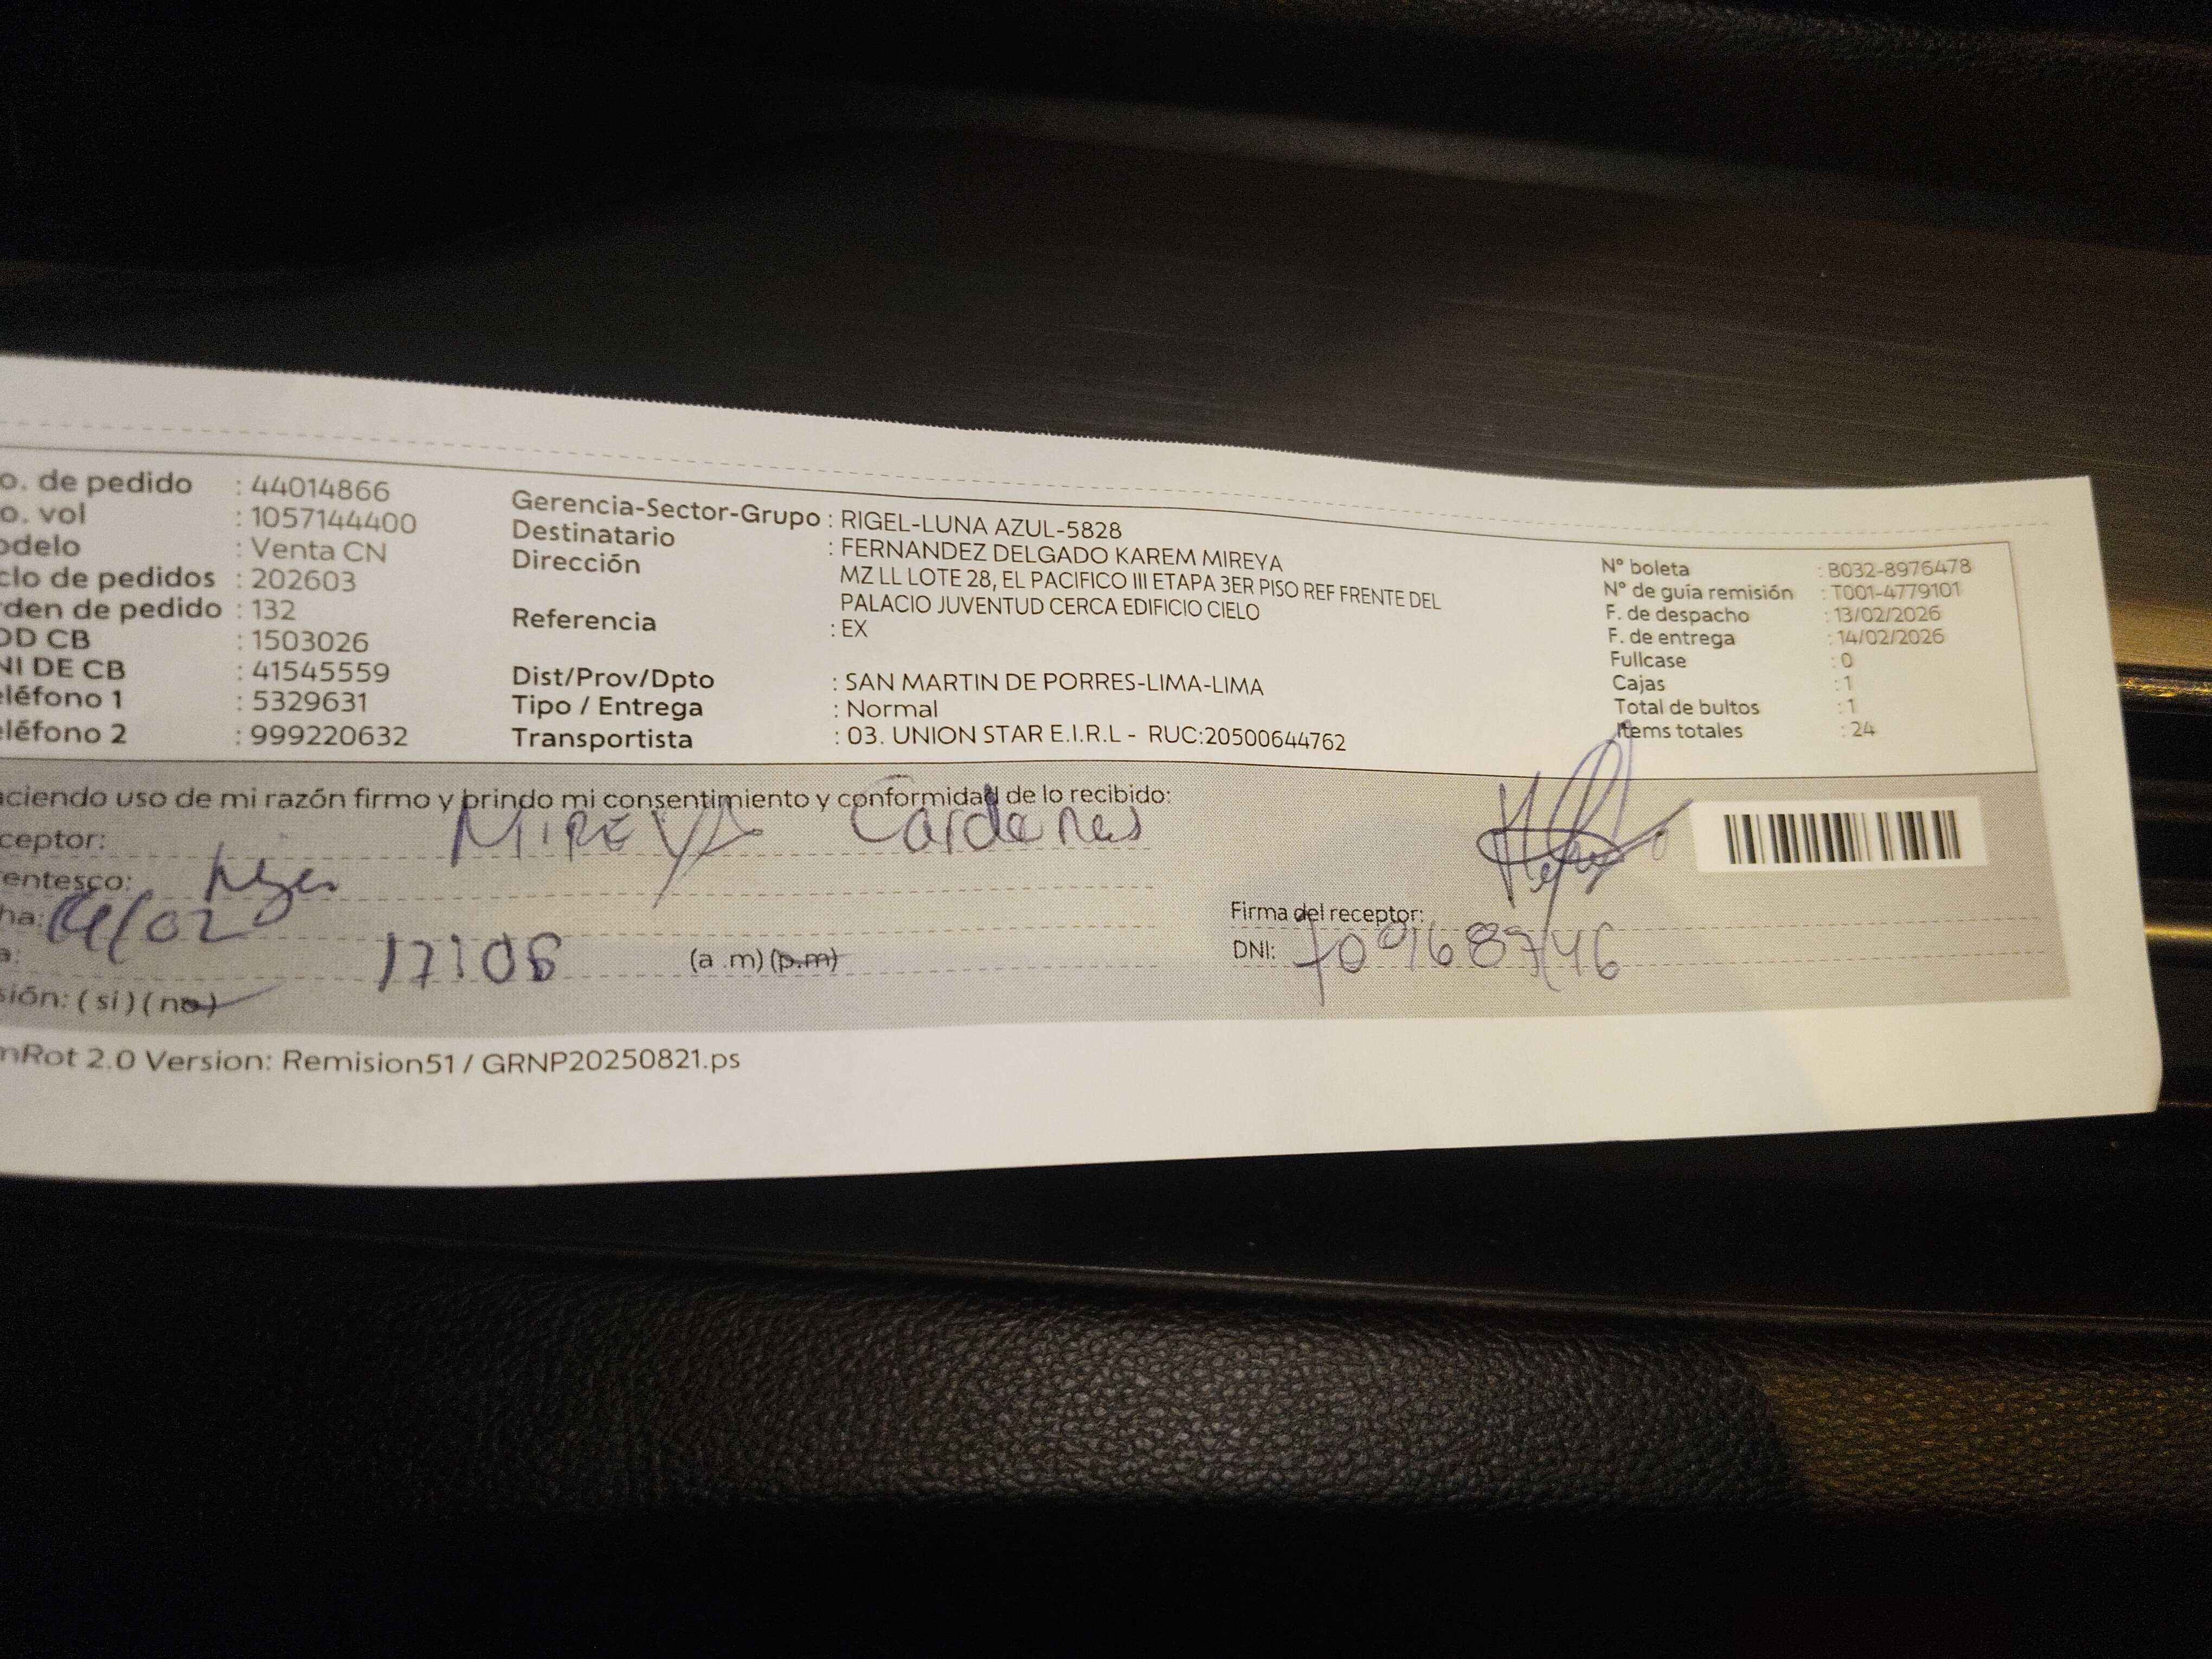 o. de pedido : 44014866
o. vol : 1057144400
odelo : Venta CN
clo de pedidos : 202603
rden de pedido : 132
OD CB : 1503026
NI DE CB : 41545559
eléfono 1 : 5329631
eléfono 2 : 999220632
Gerencia-Sector-Grupo : RIGEL-LUNA AZUL-5828
Destinatario : FERNANDEZ DELGADO KAREM MIREYA
Dirección MZ LL LOTE 28, EL PACIFICO III ETAPA 3ER PISO REF FRENTE DEL
PALACIO JUVENTUD CERCA EDIFICIO CIELO
Referencia : EX
Dist/Prov/Dpto : SAN MARTIN DE PORRES-LIMA-LIMA
Tipo / Entrega : Normal
Transportista : 03. UNION STAR E.I.R.L - RUC:20500644762
N° boleta : B032-8976478
N° de guía remisión : T001-4779101
F. de despacho : 13/02/2026
F. de entrega : 14/02/2026
Fullcase : 0
Cajas : 1
Total de bultos : 1
Items totales : 24
aciendo uso de mi razón firmo y brindo mi consentimiento y conformidad de lo recibido:
ceptor: MIREYA Cardenas
entesco:
ha: /02
a: 17:08 (a .m) (p.m)
sión: ( si ) ( no )
Firma del receptor:
DNI:
mRot 2.0 Version: Remision51 / GRNP20250821.ps